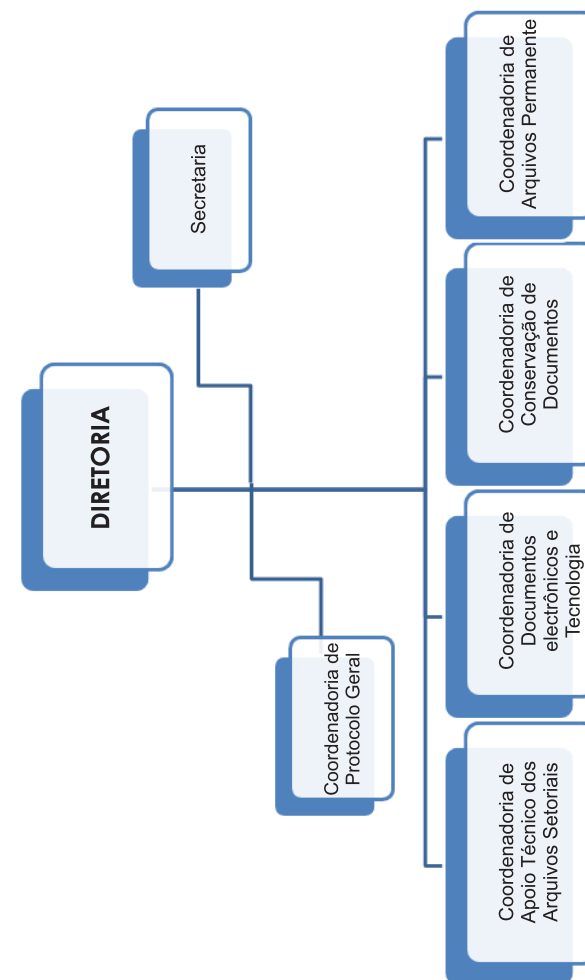 DIRETORIA
Secretaria
Coordenadoria de
Protocolo Geral
Coordenadoria de
Apoio Técnico dos
Arquivos Setoriais
Coordenadoria de
Documentos
electrônicos e
Tecnologia
Coordenadoria de
Conservação de
Documentos
Coordenadoria de
Arquivos Permanente